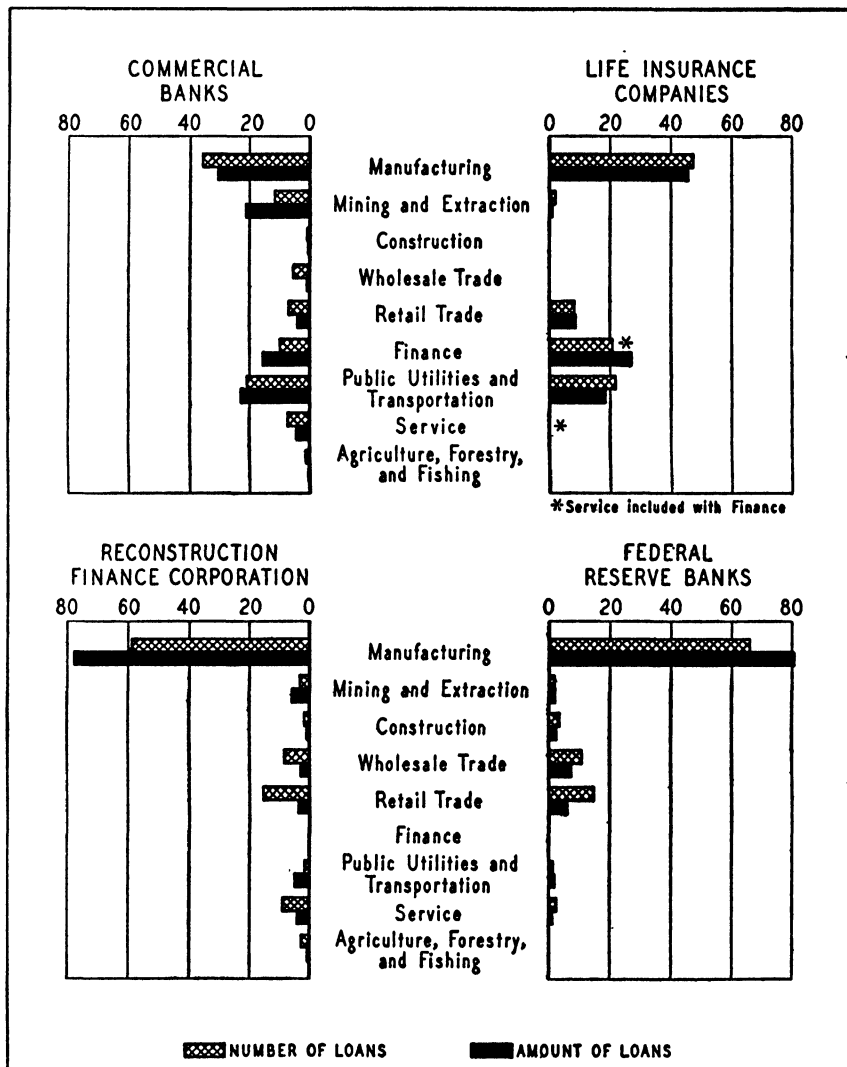 COMMERCIAL
BANKS
80 60 40 20 0
LIFE INSURANCE
COMPANIES
0 20 40 60 80
Manufacturing
Mining and Extraction
Construction
Wholesale Trade
Retail Trade
Finance
*
Public Utilities and
Transportation
Service
*
Agriculture, Forestry,
and Fishing
*Service included with Finance
RECONSTRUCTION
FINANCE CORPORATION
80 60 40 20 0
FEDERAL
RESERVE BANKS
0 20 40 60 80
Manufacturing
Mining and Extraction
Construction
Wholesale Trade
Retail Trade
Finance
Public Utilities and
Transportation
Service
Agriculture, Forestry,
and Fishing
NUMBER OF LOANS
AMOUNT OF LOANS